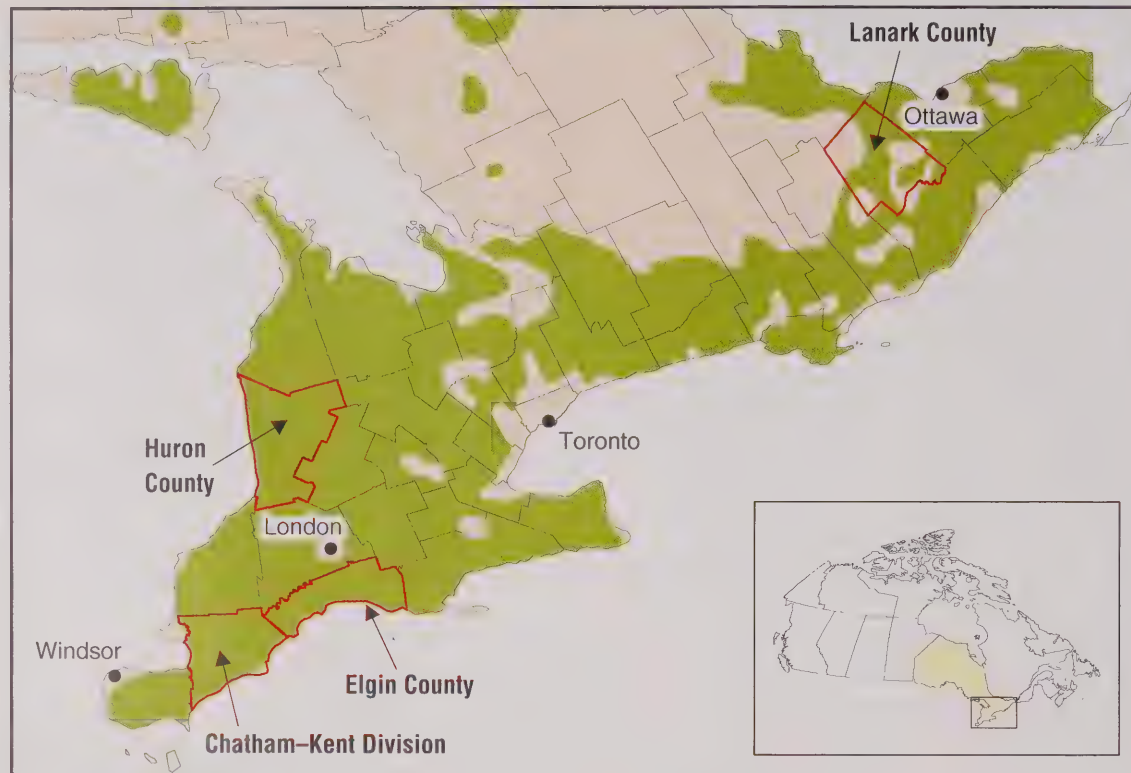 Lanark County
Ottawa
Huron
County
Toronto
London
Windsor
Elgin County
Chatham–Kent Division